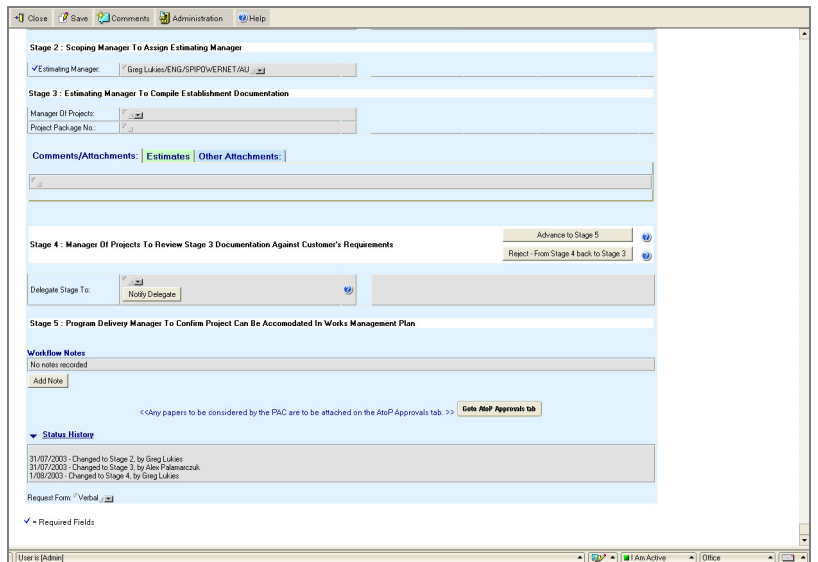 Close Save Comments Administration Help
Stage 2 : Scoping Manager To Assign Estimating Manager
Estimating Manager: Greg Lukies/ENG/SPIPOWERNET/AU
Stage 3 : Estimating Manager To Compile Establishment Documentation
Manager Of Projects:
Project Package No.:
Comments/Attachments: Estimates Other Attachments:
Advance to Stage 5
Stage 4 : Manager Of Projects To Review Stage 3 Documentation Against Customer's Requirements
Reject - From Stage 4 back to Stage 3
Delegate Stage To:
Notify Delegate
Stage 5 : Program Delivery Manager To Confirm Project Can Be Accomodated In Works Management Plan
Workflow Notes
No notes recorded
Add Note
<<Any papers to be considered by the PAC are to be attached on the AtoP Approvals tab. >> Goto AtoP Approvals tab
Status History
31/07/2003 - Changed to Stage 2, by Greg Lukies
31/07/2003 - Changed to Stage 3, by Alex Palamarczuk
1/08/2003 - Changed to Stage 4, by Greg Lukies
Request Form: Verbal
= Required Fields
User is [Admin] I Am Active Office